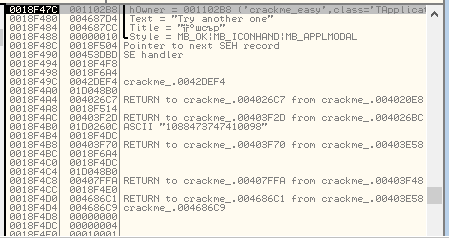 0018F47C 001102B8 hOwner = 001102B8 ('crackme_easy',class='TApplicat
0018F480 004687D4 Text = "Try another one"
0018F484 004687CC
0018F488 00000010 Style = MB_OK|MB_ICONHAND|MB_APPLMODAL
0018F48C 0018F504 Pointer to next SEH record
0018F490 00453DBD SE handler
0018F494 0018F4F8
0018F498 0018F6A4
0018F49C 0042DEF4 crackme_.0042DEF4
0018F4A0 01D048B0
0018F4A4 004026C7 RETURN to crackme_.004026C7 from crackme_.004020E8
0018F4A8 0018F514
0018F4AC 00403F2D RETURN to crackme_.00403F2D from crackme_.004026BC
0018F4B0 01D0260C ASCII "1088473747410098"
0018F4B4 0018F4DC
0018F4B8 00403F70 RETURN to crackme_.00403F70 from crackme_.00403E58
0018F4BC 0018F6A4
0018F4C0 0018F4DC
0018F4C4 01D048B0
0018F4C8 00407FFA RETURN to crackme_.00407FFA from crackme_.00403F48
0018F4CC 0018F4E0
0018F4D0 004686C1 RETURN to crackme_.004686C1 from crackme_.00403E58
0018F4D4 004686C9 crackme_.004686C9
0018F4D8 00000000
0018F4DC 00000004
0018F4E0 00010001